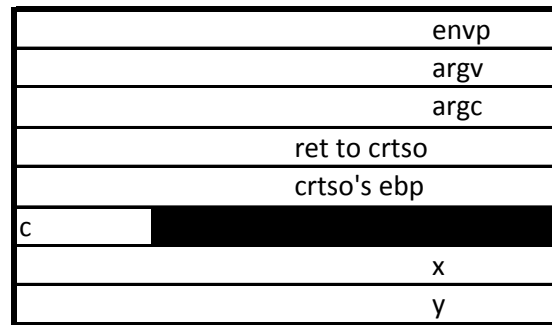 envp
argv
argc
ret to crtso
crtso's ebp
c
x
y